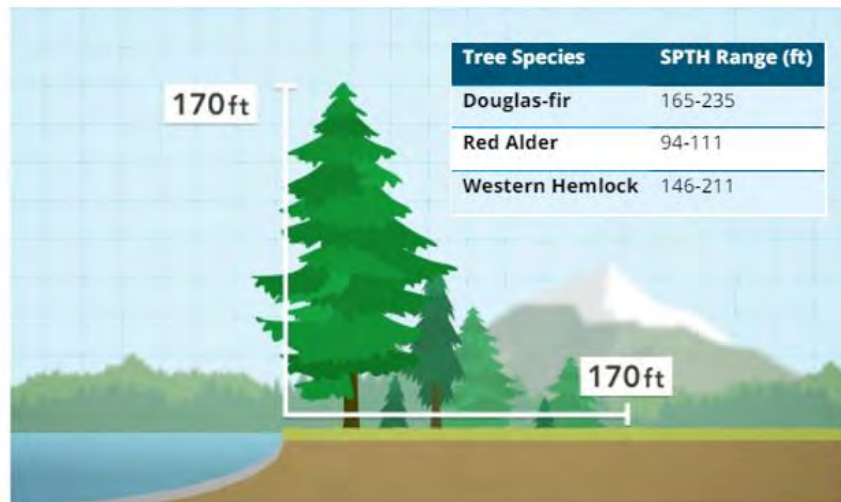 170ft
Tree Species SPTH Range (ft)
Douglas-fir 165-235
Red Alder 94-111
Western Hemlock 146-211
170ft